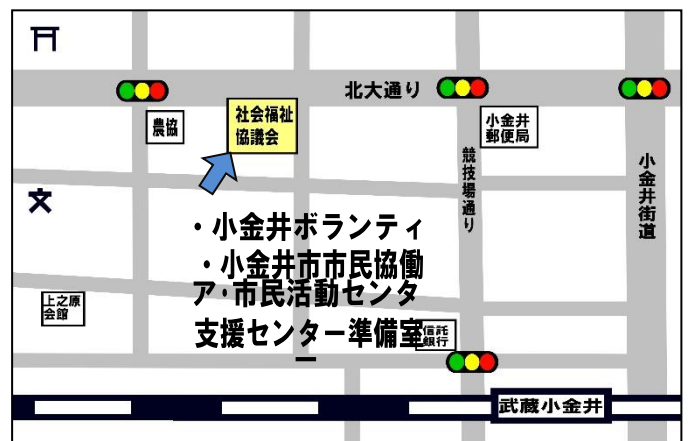 北大通り
農協
社会福祉
協議会
小金井
郵便局
競技場通り
小金井街道
文
・小金井ボランティ
・小金井市市民協働
ア・市民活動センタ
支援センター準備室
ー
上之原
会館
信託
銀行
武蔵小金井